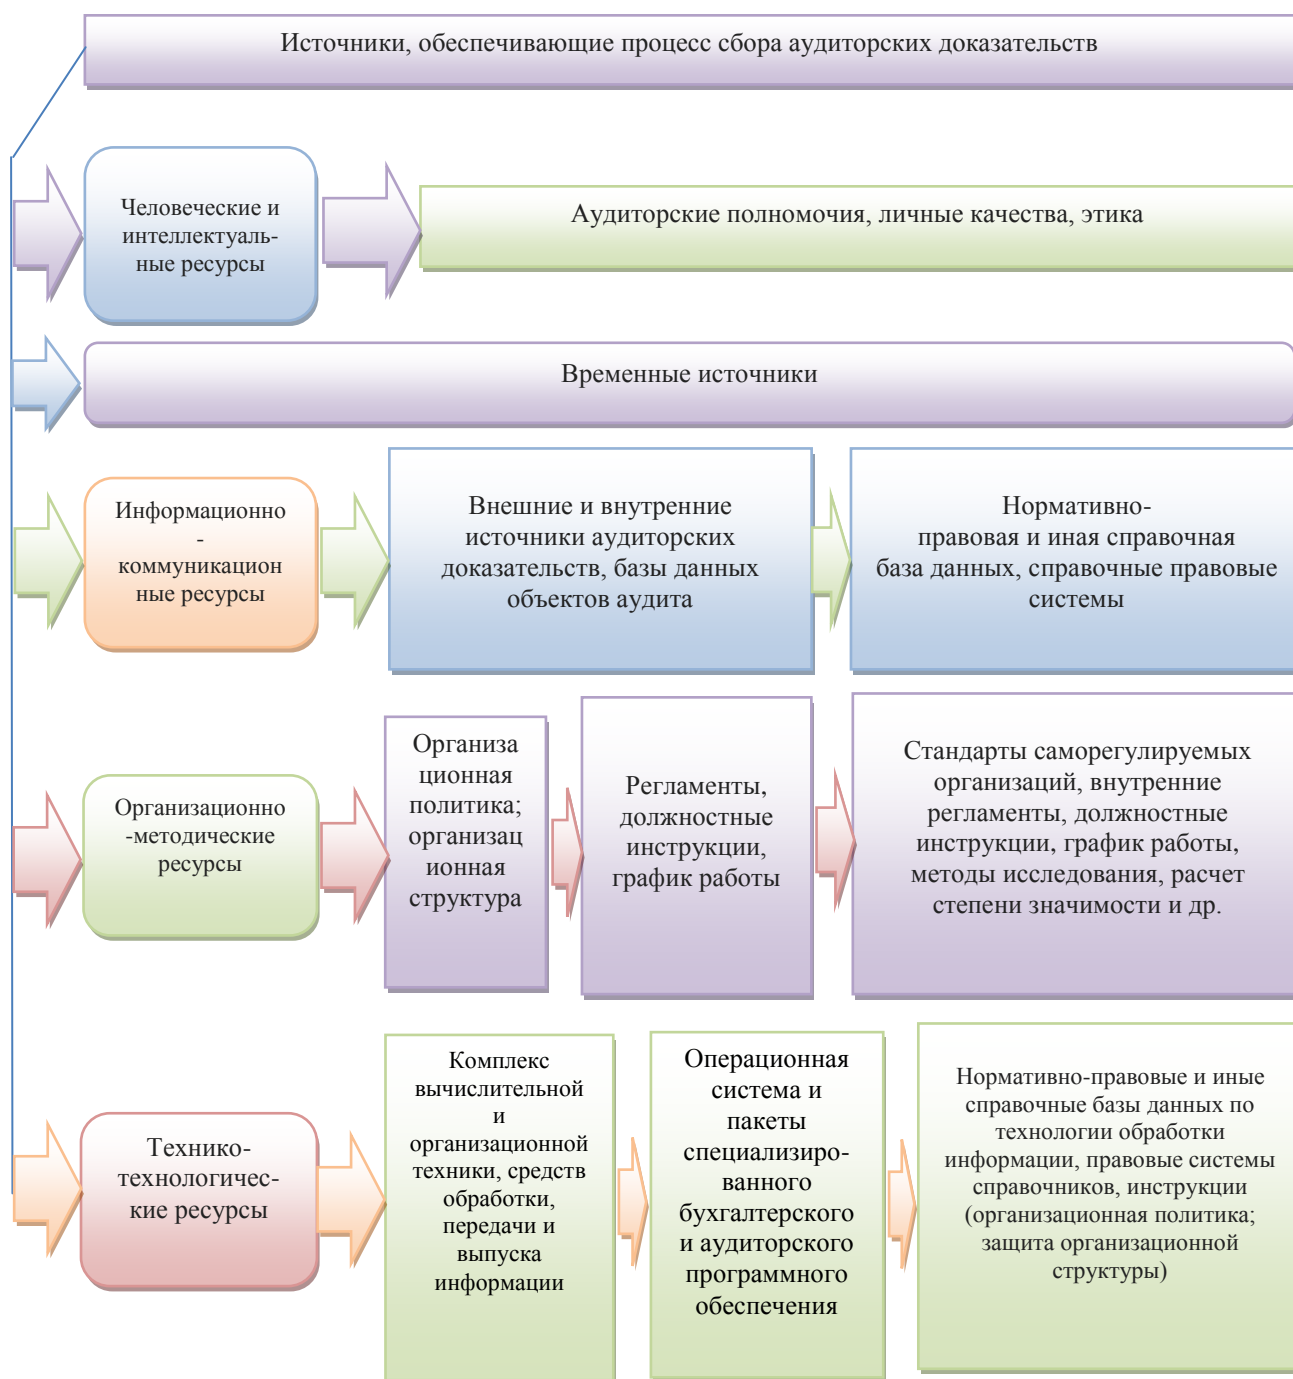 Источники, обеспечивающие процесс сбора аудиторских доказательств
Человеческие и
интеллектуаль-
ные ресурсы
Аудиторские полномочия, личные качества, этика
Временные источники
Информационно
-
коммуникацион
ные ресурсы
Внешние и внутренние
источники аудиторских
доказательств, базы данных
объектов аудита
Нормативно-
правовая и иная справочная
база данных, справочные правовые
системы
Организационно
-методические
ресурсы
Организа
ционная
политика;
организац
ионная
структура
Регламенты,
должностные
инструкции,
график работы
Стандарты саморегулируемых
организаций, внутренние
регламенты, должностные
инструкции, график работы,
методы исследования, расчет
степени значимости и др.
Технико-
технологичес-
кие ресурсы
Комплекс
вычислительной
и
организационной
техники, средств
обработки,
передачи и
выпуска
информации
Операционная
система и
пакеты
специализиро-
ванного
бухгалтерского
и аудиторского
программного
обеспечения
Нормативно-правовые и иные
справочные базы данных по
технологии обработки
информации, правовые системы
справочников, инструкции
(организационная политика;
защита организационной
структуры)